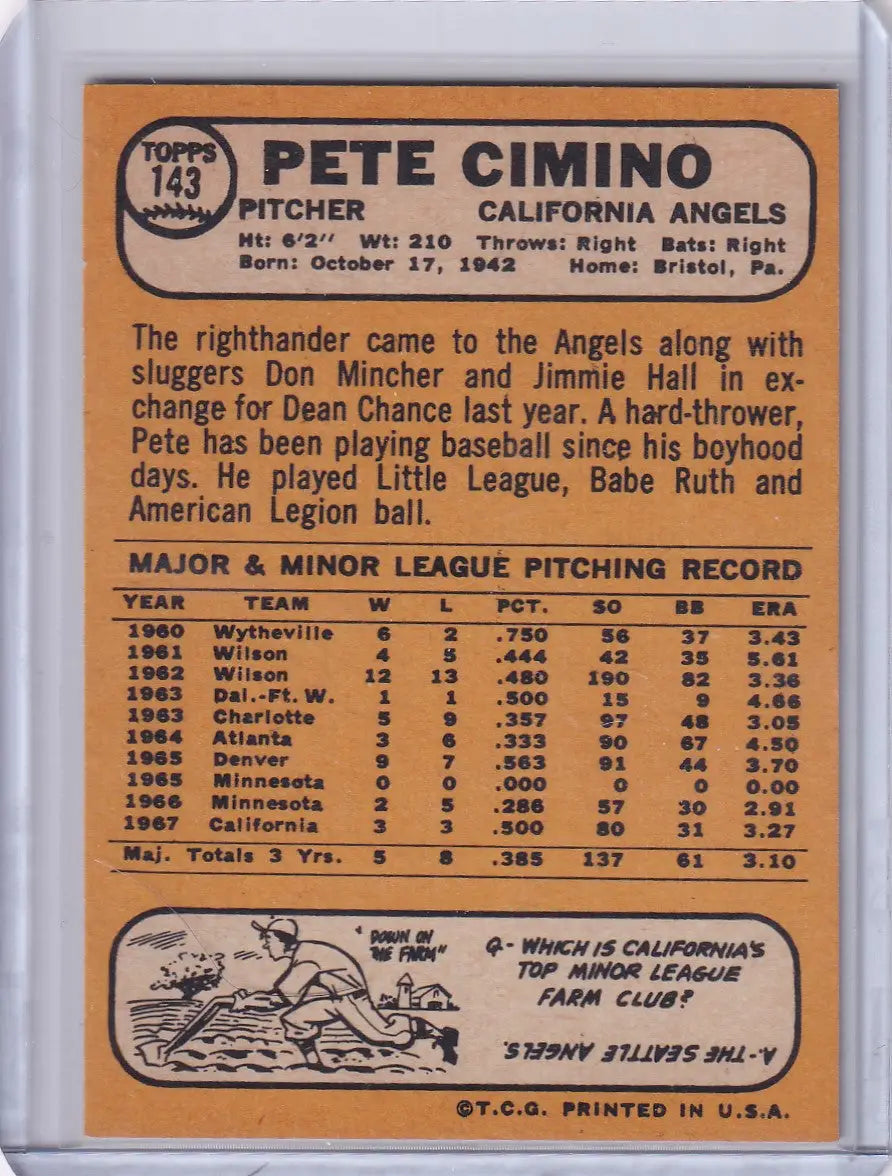 TOPPS
143
PETE CIMINO
PITCHER CALIFORNIA ANGELS
Ht: 6'2'' Wt: 210 Throws: Right Bats: Right
Born: October 17, 1942 Home: Bristol, Pa.
The righthander came to the Angels along with
sluggers Don Mincher and Jimmie Hall in ex-
change for Dean Chance last year. A hard-thrower,
Pete has been playing baseball since his boyhood
days. He played Little League, Babe Ruth and
American Legion ball.
MAJOR & MINOR LEAGUE PITCHING RECORD
YEAR TEAM W L PCT. SO BB ERA
1960 Wytheville 6 2 .750 56 37 3.43
1961 Wilson 4 5 .444 42 35 5.61
1962 Wilson 12 13 .480 190 82 3.36
1963 Dal.-Ft. W. 1 1 .500 15 9 4.66
1963 Charlotte 5 9 .357 97 48 3.05
1964 Atlanta 3 6 .333 90 67 4.50
1965 Denver 9 7 .563 91 44 3.70
1965 Minnesota 0 0 .000 0 0 0.00
1966 Minnesota 2 5 .286 57 30 2.91
1967 California 3 3 .500 80 31 3.27
Maj. Totals 3 Yrs. 5 8 .385 137 61 3.10
"DOWN ON
THE FARM"
Q- WHICH IS CALIFORNIA'S
TOP MINOR LEAGUE
FARM CLUB?
A-THE SEATTLE ANGELS.
©T.C.G. PRINTED IN U.S.A.